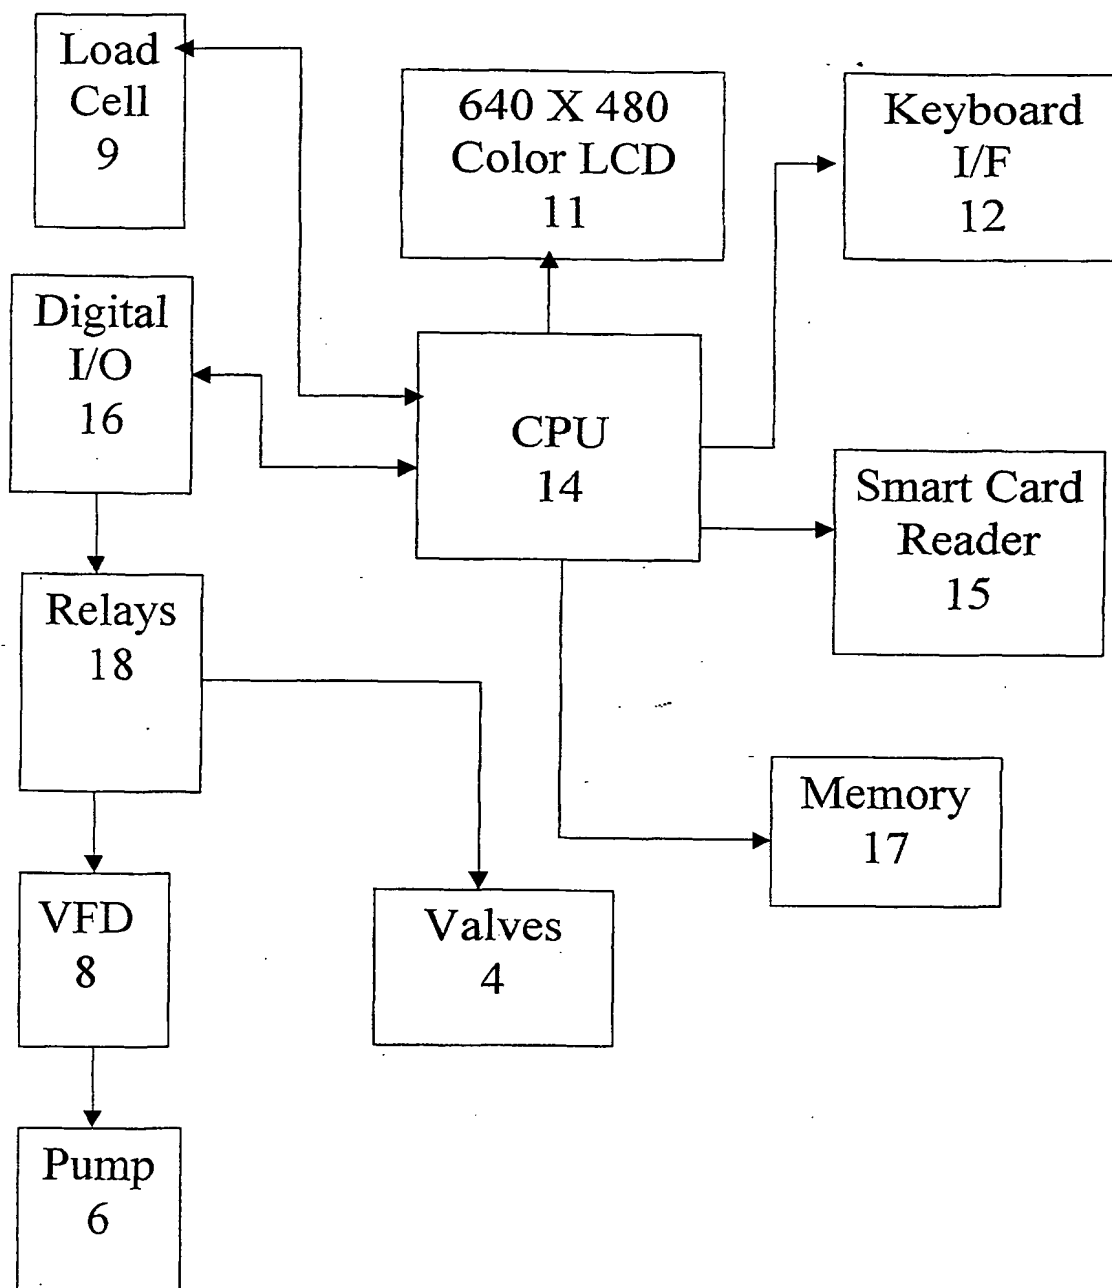 Load
Cell
9
640 X 480
Color LCD
11
Keyboard
I/F
12
Digital
I/O
16
CPU
14
Smart Card
Reader
15
Relays
18
Memory
17
VFD
8
Valves
4
Pump
6